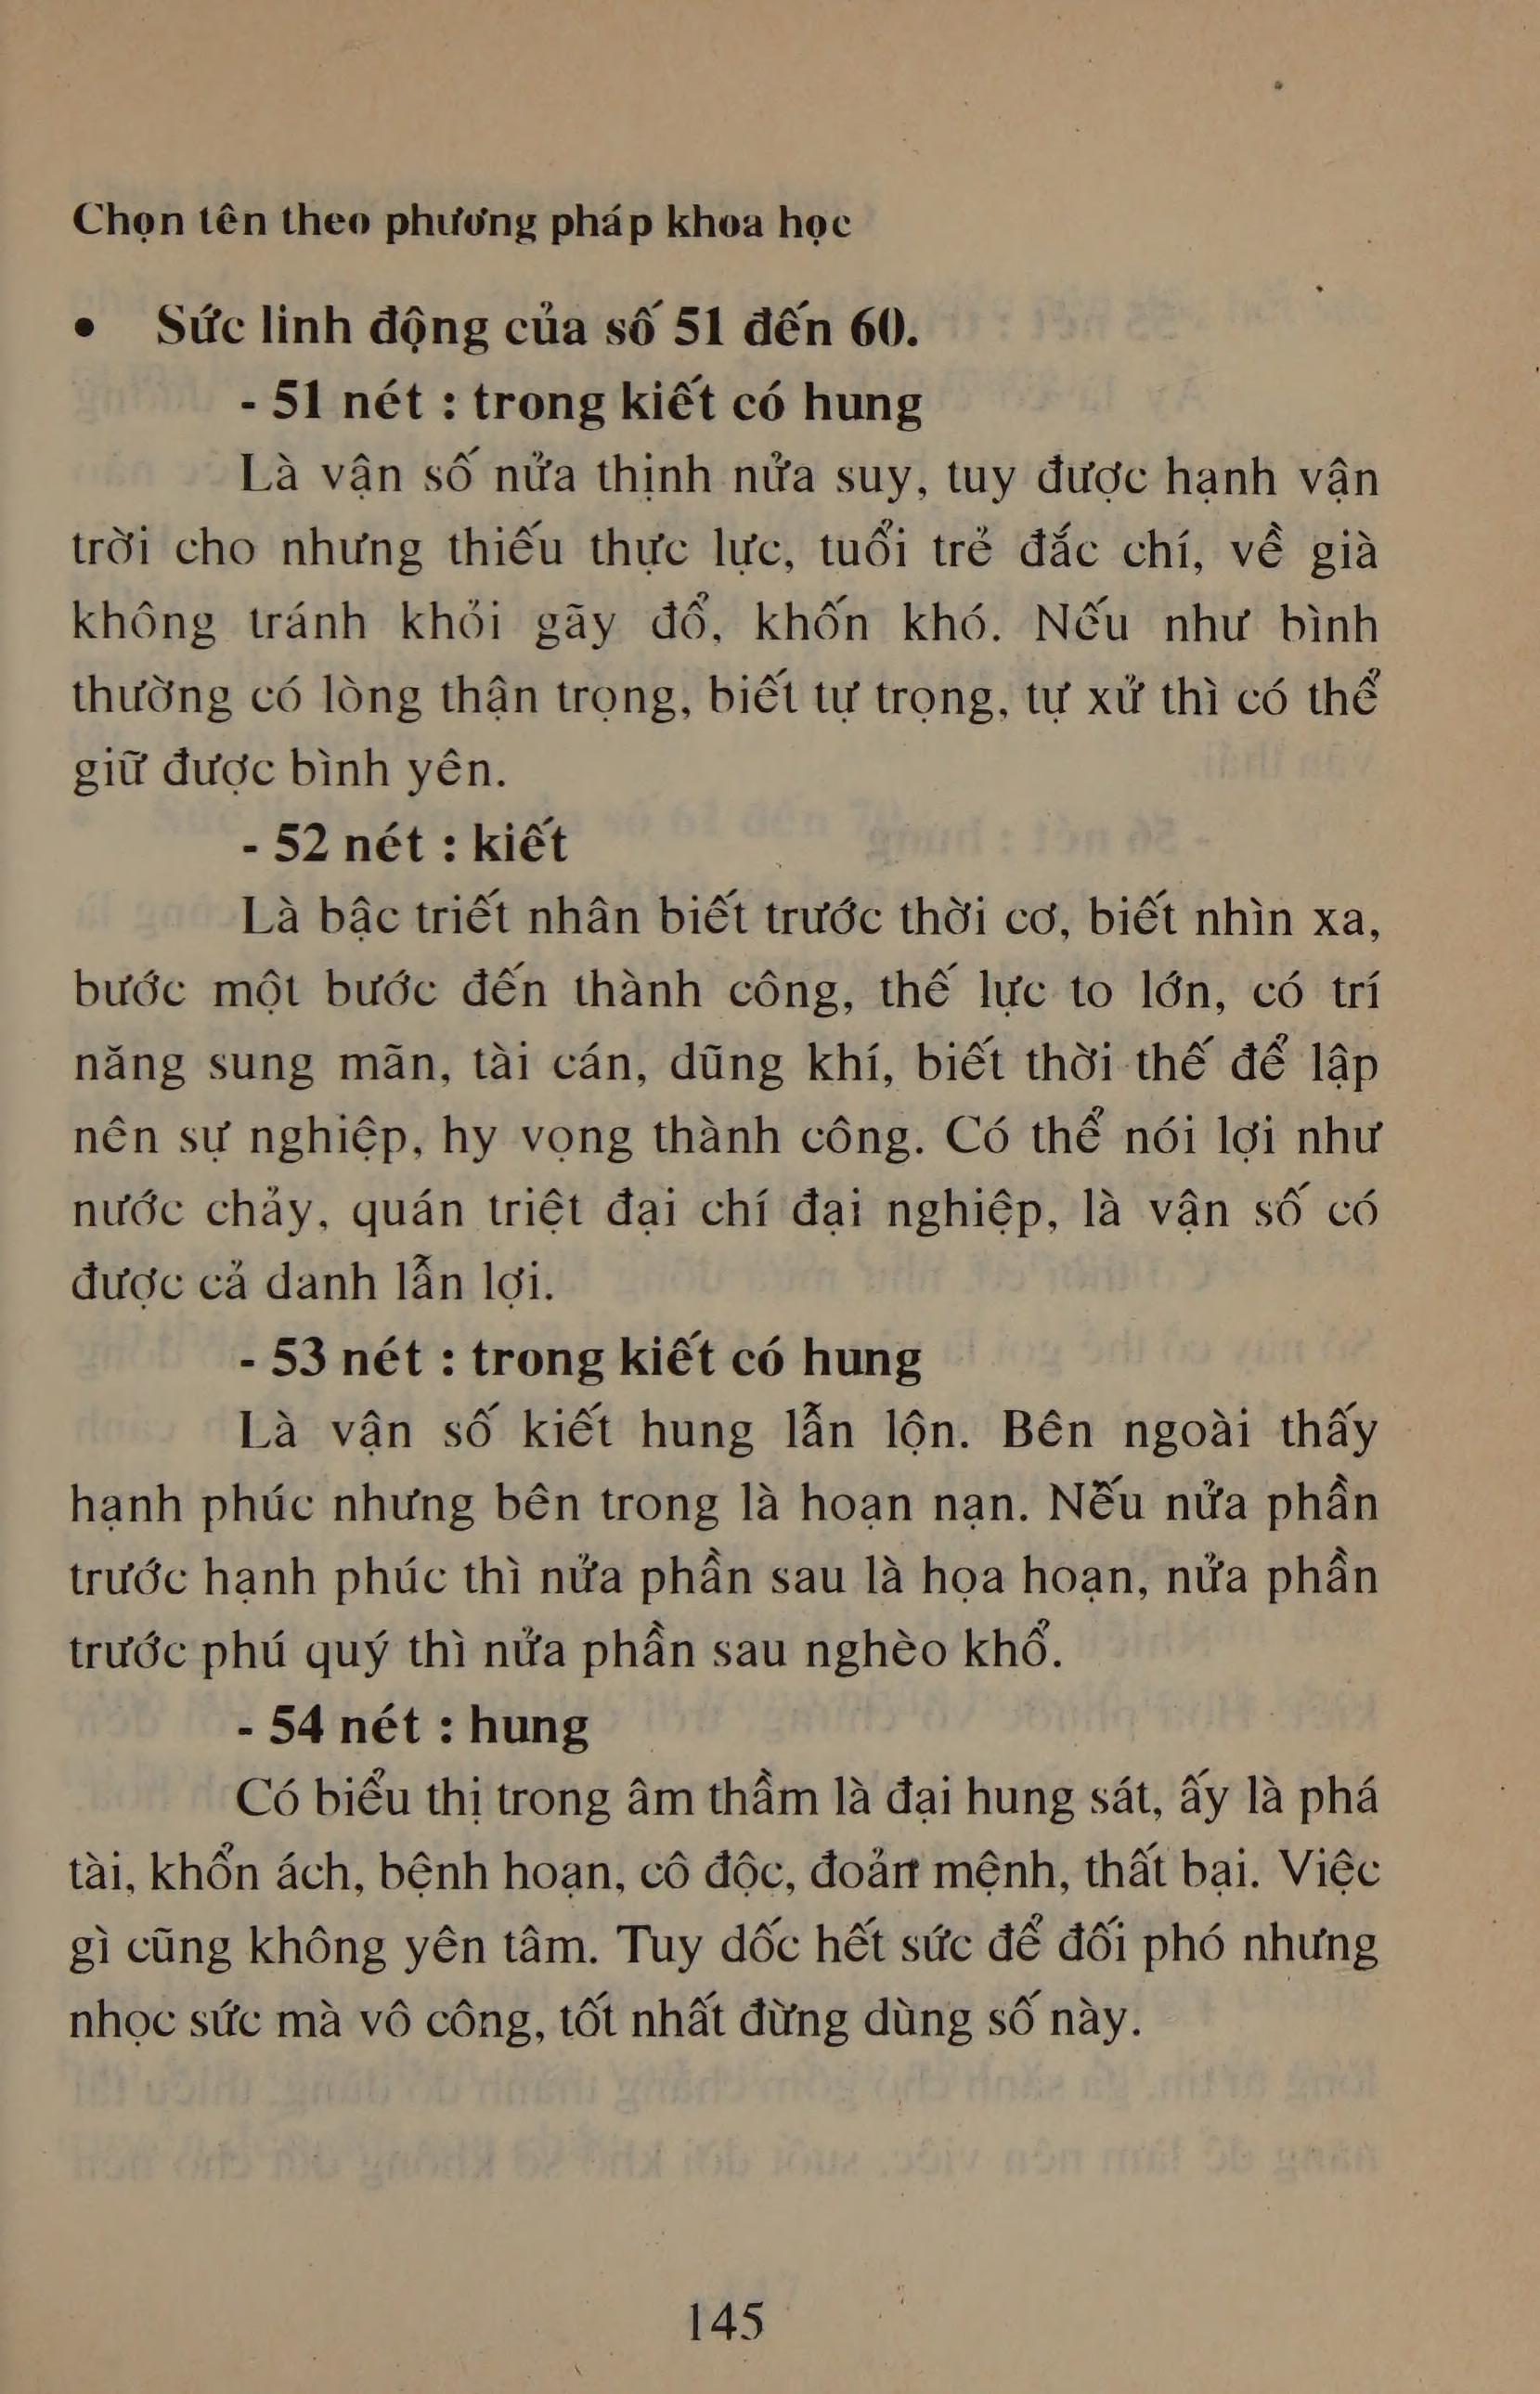 Chọn tên theo phương pháp khoa học
• Sức linh động của số 51 đến 60.
- 51 nét : trong kiết có hung
Là vận số nửa thịnh nửa suy, tuy được hạnh vận
trời cho nhưng thiếu thực lực, tuổi trẻ đắc chí, về già
không tránh khỏi gãy đổ, khốn khó. Nếu như bình
thường có lòng thận trọng, biết tự trọng, tự xử thì có thể
giữ được bình yên.
- 52 nét : kiết
Là bậc triết nhân biết trước thời cơ, biết nhìn xa,
bước một bước đến thành công, thế lực to lớn, có trí
năng sung mãn, tài cán, dũng khí, biết thời thế để lập
nên sự nghiệp, hy vọng thành công. Có thể nói lợi như
nước chảy, quán triệt đại chí đại nghiệp, là vận số có
được cả danh lẫn lợi.
- 53 nét : trong kiết có hung
Là vận số kiết hung lẫn lộn. Bên ngoài thấy
hạnh phúc nhưng bên trong là hoạn nạn. Nếu nửa phần
trước hạnh phúc thì nửa phần sau là họa hoạn, nửa phần
trước phú quý thì nửa phần sau nghèo khổ.
- 54 nét : hung
Có biểu thị trong âm thầm là đại hung sát, ấy là phá
tài, khổn ách, bệnh hoạn, cô độc, đoản mệnh, thất bại. Việc
gì cũng không yên tâm. Tuy dốc hết sức để đối phó nhưng
nhọc sức mà vô công, tốt nhất đừng dùng số này.
145